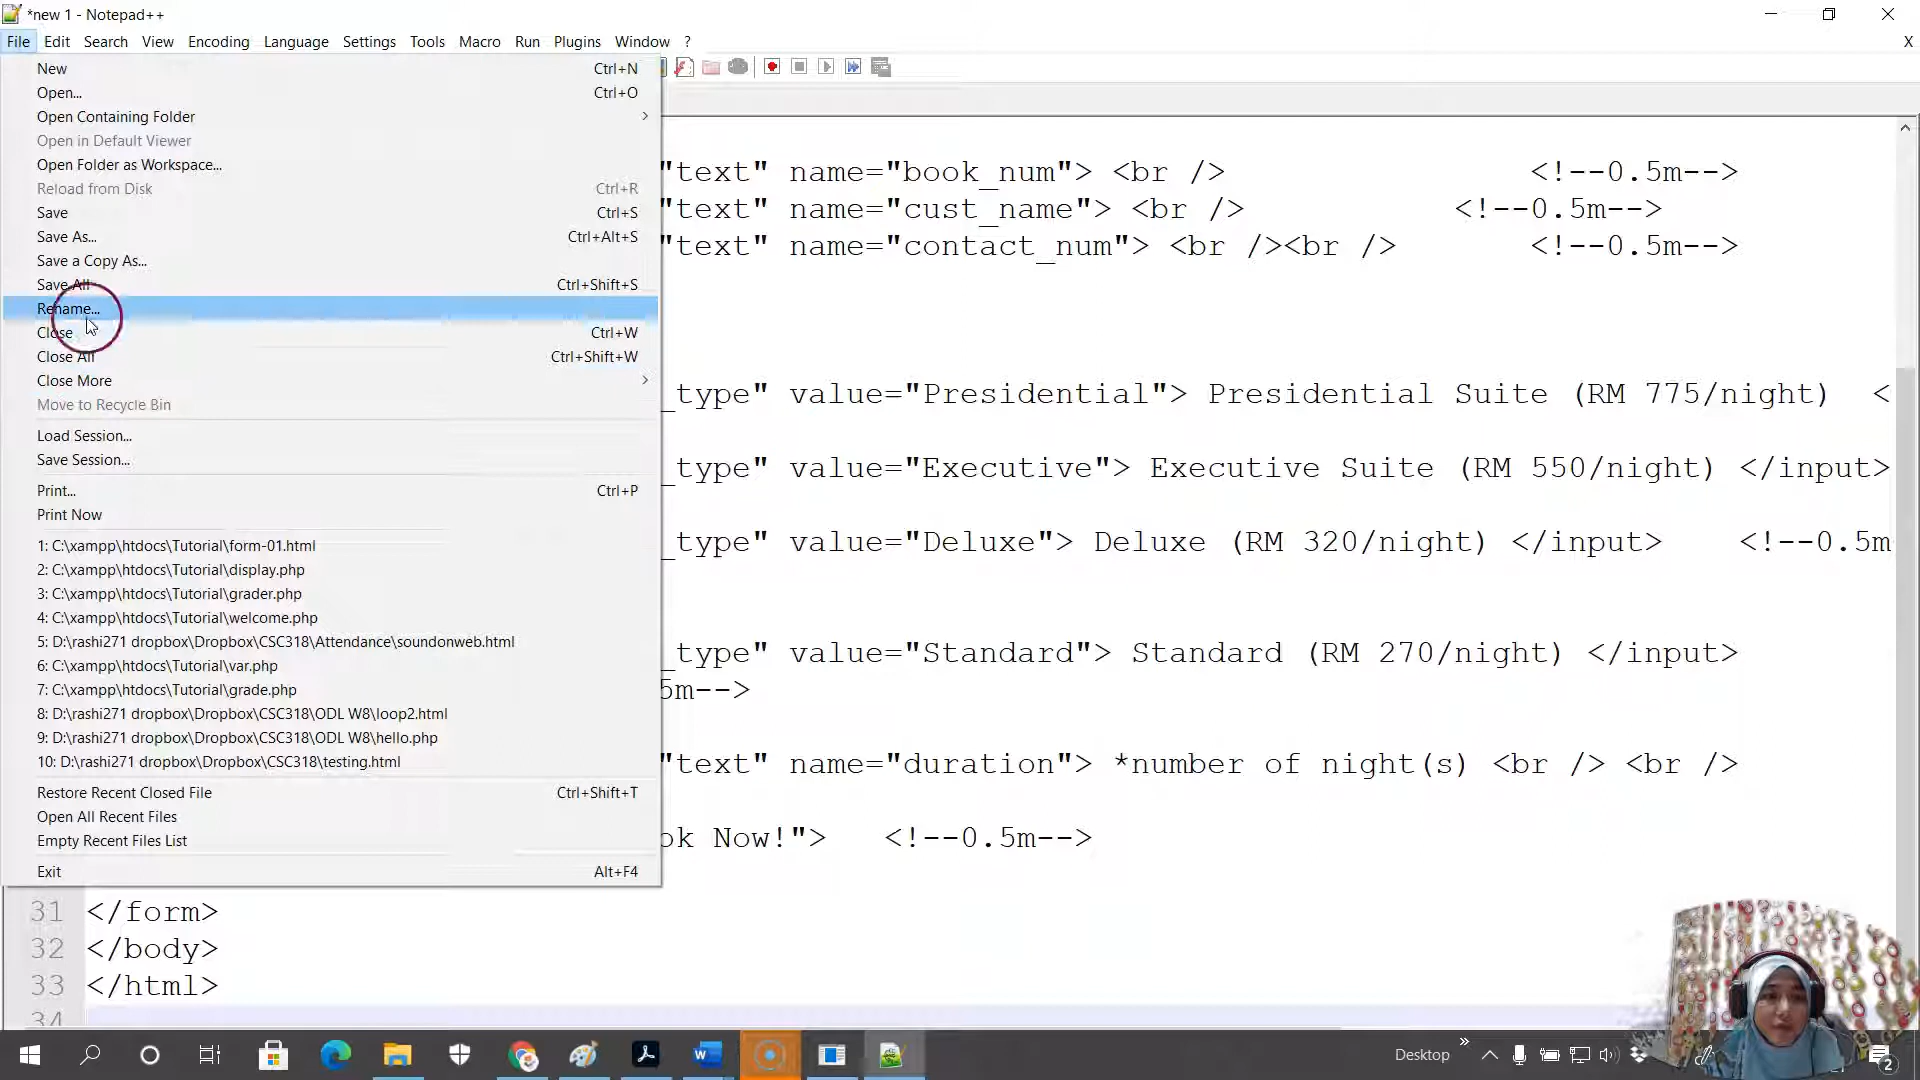 *new 1 - Notepad++
File Edit Search View Encoding Language Settings Tools Macro Run Plugins Window ? X
New Ctrl+N
Open... Ctrl+O
Open Containing Folder
Open in Default Viewer
Open Folder as Workspace...
Reload from Disk Ctrl+R
Save Ctrl+S
Save As... Ctrl+Alt+S
Save a Copy As...
Save All Ctrl+Shift+S
Rename...
Close Ctrl+W
Close All Ctrl+Shift+W
Close More
Move to Recycle Bin
Load Session...
Save Session...
Print... Ctrl+P
Print Now
1: C:\xampp\htdocs\Tutorial\form-01.html
2: C:\xampp\htdocs\Tutorial\display.php
3: C:\xampp\htdocs\Tutorial\grader.php
4: C:\xampp\htdocs\Tutorial\welcome.php
5: D:\rashi271 dropbox\Dropbox\CSC318\Attendance\soundonweb.html
6: C:\xampp\htdocs\Tutorial\var.php
7: C:\xampp\htdocs\Tutorial\grade.php
8: D:\rashi271 dropbox\Dropbox\CSC318\ODL W8\loop2.html
9: D:\rashi271 dropbox\Dropbox\CSC318\ODL W8\hello.php
10: D:\rashi271 dropbox\Dropbox\CSC318\testing.html
Restore Recent Closed File Ctrl+Shift+T
Open All Recent Files
Empty Recent Files List
Exit Alt+F4
"text" name="book_num"> <br /> <!--0.5m-->
"text" name="cust_name"> <br /> <!--0.5m-->
"text" name="contact_num"> <br /><br /> <!--0.5m-->
_type" value="Presidential"> Presidential Suite (RM 775/night) <
_type" value="Executive"> Executive Suite (RM 550/night) </input>
_type" value="Deluxe"> Deluxe (RM 320/night) </input> <!--0.5m
_type" value="Standard"> Standard (RM 270/night) </input>
5m-->
"text" name="duration"> *number of night(s) <br /> <br />
ok Now!"> <!--0.5m-->
31 </form>
32 </body>
33 </html>
34
Desktop
2